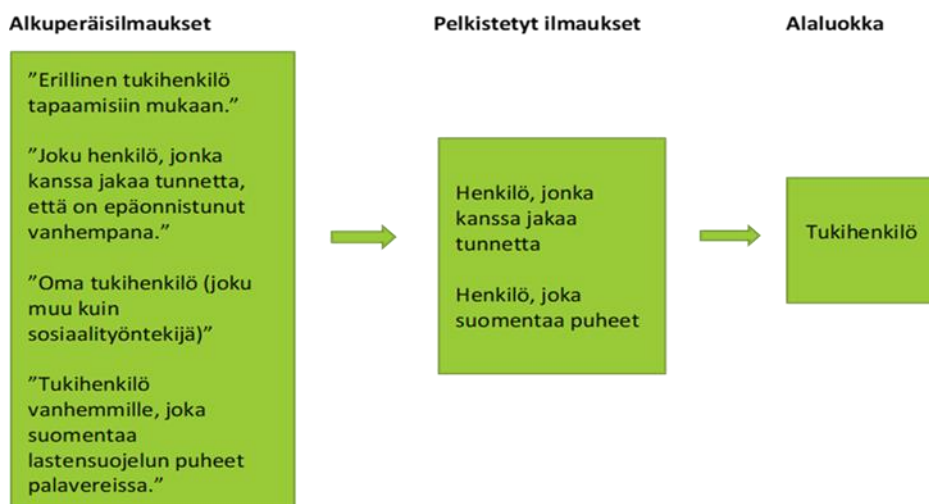 Alkuperäisilmaukset
"Erillinen tukihenkilö
tapaamisiin mukaan."
"Joku henkilö, jonka
kanssa jakaa tunnetta,
että on epäonnistunut
vanhempana."
"Oma tukihenkilö (joku
muu kuin
sosiaalityöntekijä)"
"Tukihenkilö
vanhemmille, joka
suomentaa
lastensuojelun puheet
palavereissa."
Pelkistetyt ilmaukset
Henkilö, jonka
kanssa jakaa
tunnetta
Henkilö, joka
suomentaa puheet
Alaluokka
Tukihenkilö